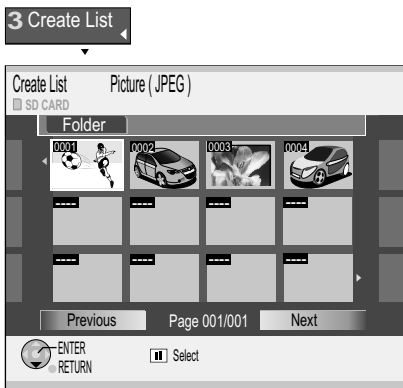 3 Create List
Create List Picture ( JPEG )
SD CARD
Folder
0001 0002 0003 0004
---- ---- ---- ----
---- ---- ---- ----
Previous Page 001/001 Next
ENTER
RETURN
Select